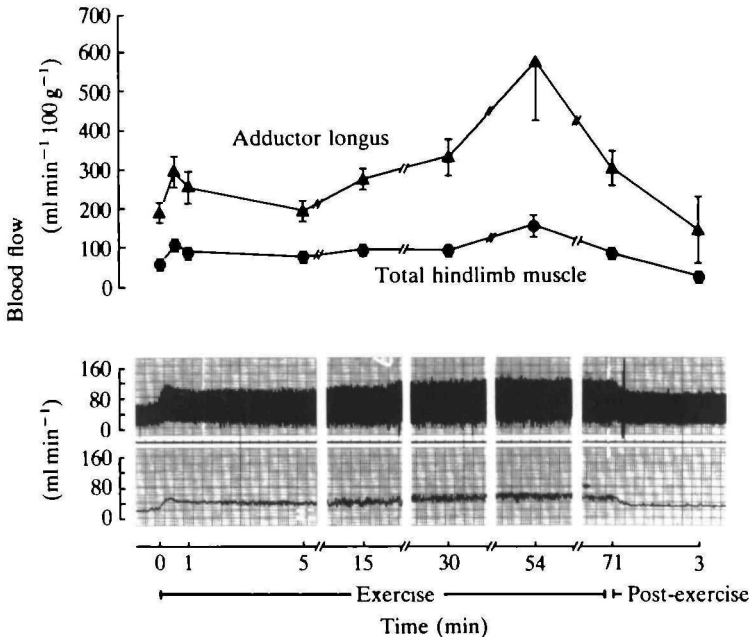 700
600
500
400
300
200
100
0
Blood flow
(ml min⁻¹ 100 g⁻¹)
Adductor longus
Total hindlimb muscle
160
80
0
160
80
0
(ml min⁻¹)
0 1 5 15 30 54 71 3
Exercise Post-exercise
Time (min)